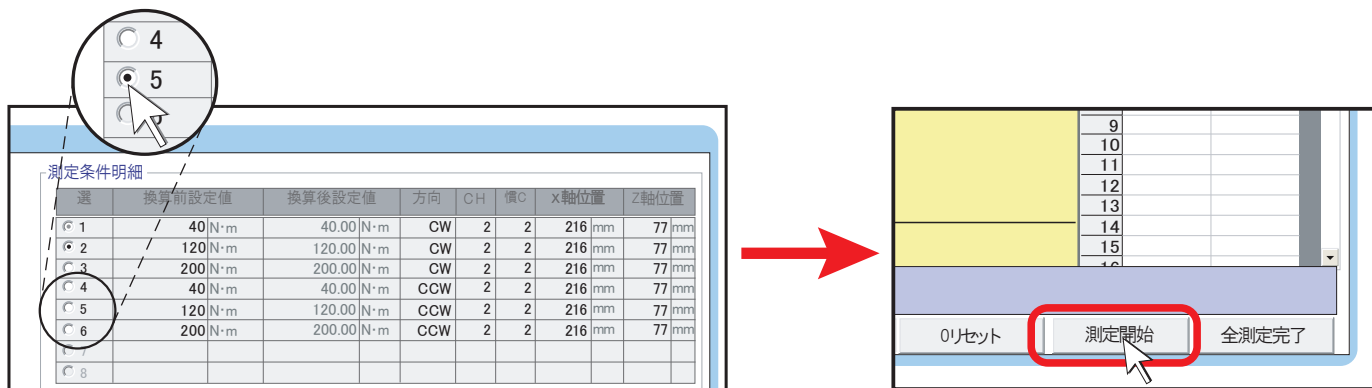 4
5
測定条件明細
選 換算前設定値 換算後設定値 方向 CH 慣C X軸位置 Z軸位置
1 40 N·m 40.00 N·m CW 2 2 216 mm 77 mm
2 120 N·m 120.00 N·m CW 2 2 216 mm 77 mm
3 200 N·m 200.00 N·m CW 2 2 216 mm 77 mm
4 40 N·m 40.00 N·m CCW 2 2 216 mm 77 mm
5 120 N·m 120.00 N·m CCW 2 2 216 mm 77 mm
6 200 N·m 200.00 N·m CCW 2 2 216 mm 77 mm
7
8
9
10
11
12
13
14
15
16
0リセット 測定開始 全測定完了